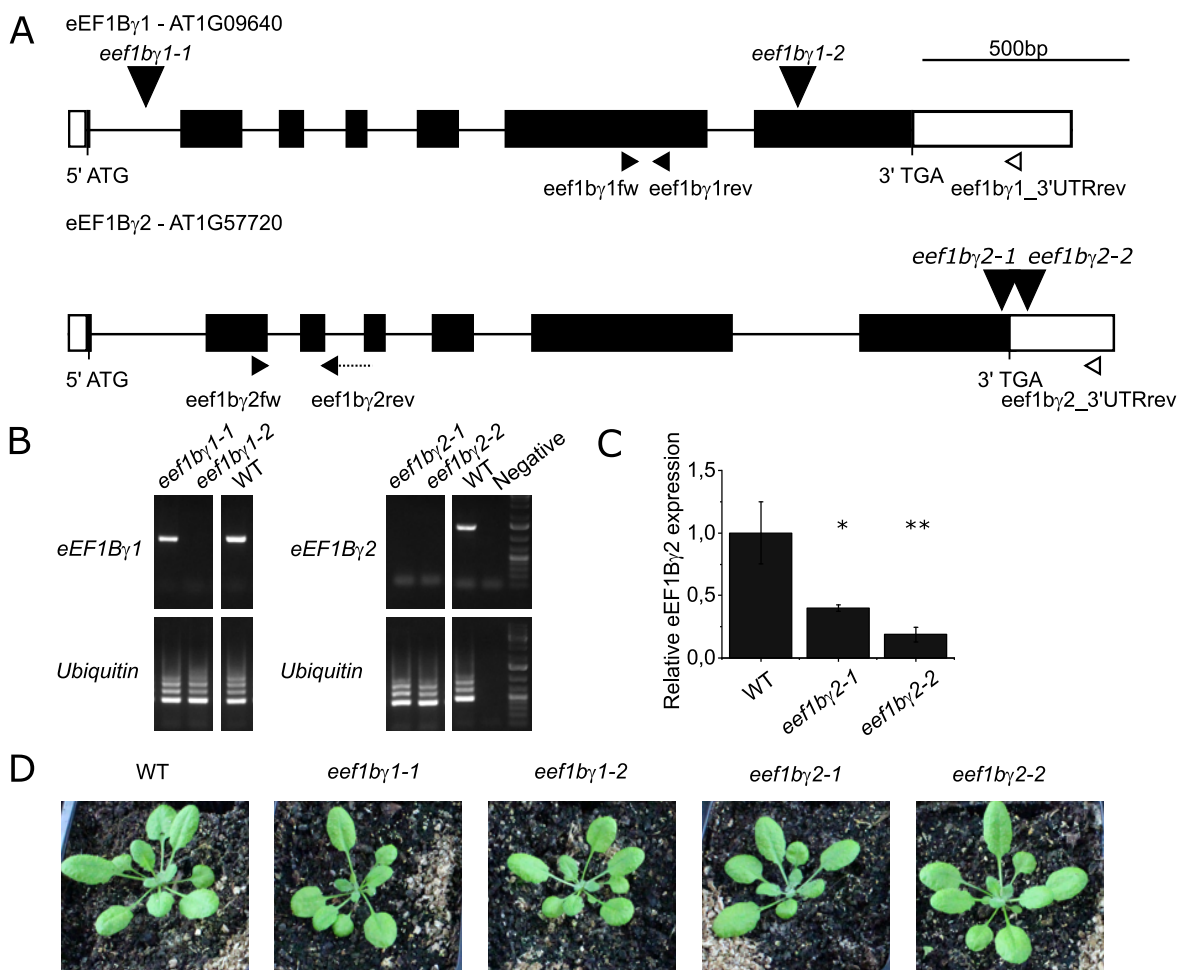 A
eEF1Bγ1 - AT1G09640
eef1bγ1-1
eef1bγ1-2
500bp
5' ATG
3' TGA
eef1bγ1fw
eef1bγ1rev
eef1bγ1_3'UTRrev
eEF1Bγ2 - AT1G57720
eef1bγ2-1
eef1bγ2-2
5' ATG
3' TGA
eef1bγ2fw
eef1bγ2rev
eef1bγ2_3'UTRrev
B
eef1bγ1-1
eef1bγ1-2
WT
eEF1Bγ1
Ubiquitin
eef1bγ2-1
eef1bγ2-2
WT
Negative
eEF1Bγ2
Ubiquitin
C
Relative eEF1Bγ2 expression
1,5
1,0
0,5
0,0
*
**
WT
eef1bγ2-1
eef1bγ2-2
D
WT
eef1bγ1-1
eef1bγ1-2
eef1bγ2-1
eef1bγ2-2